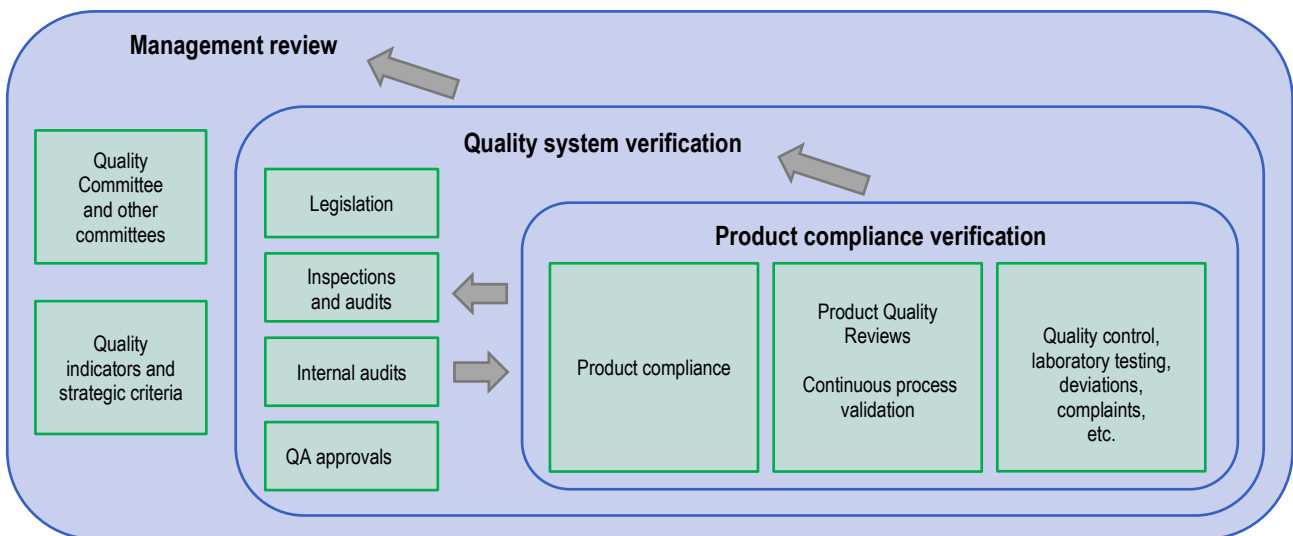 Management review
Quality
Committee
and other
committees
Quality
indicators and
strategic criteria
Quality system verification
Legislation
Inspections
and audits
Internal audits
QA approvals
Product compliance verification
Product compliance
Product Quality
Reviews
Continuous process
validation
Quality control,
laboratory testing,
deviations,
complaints,
etc.